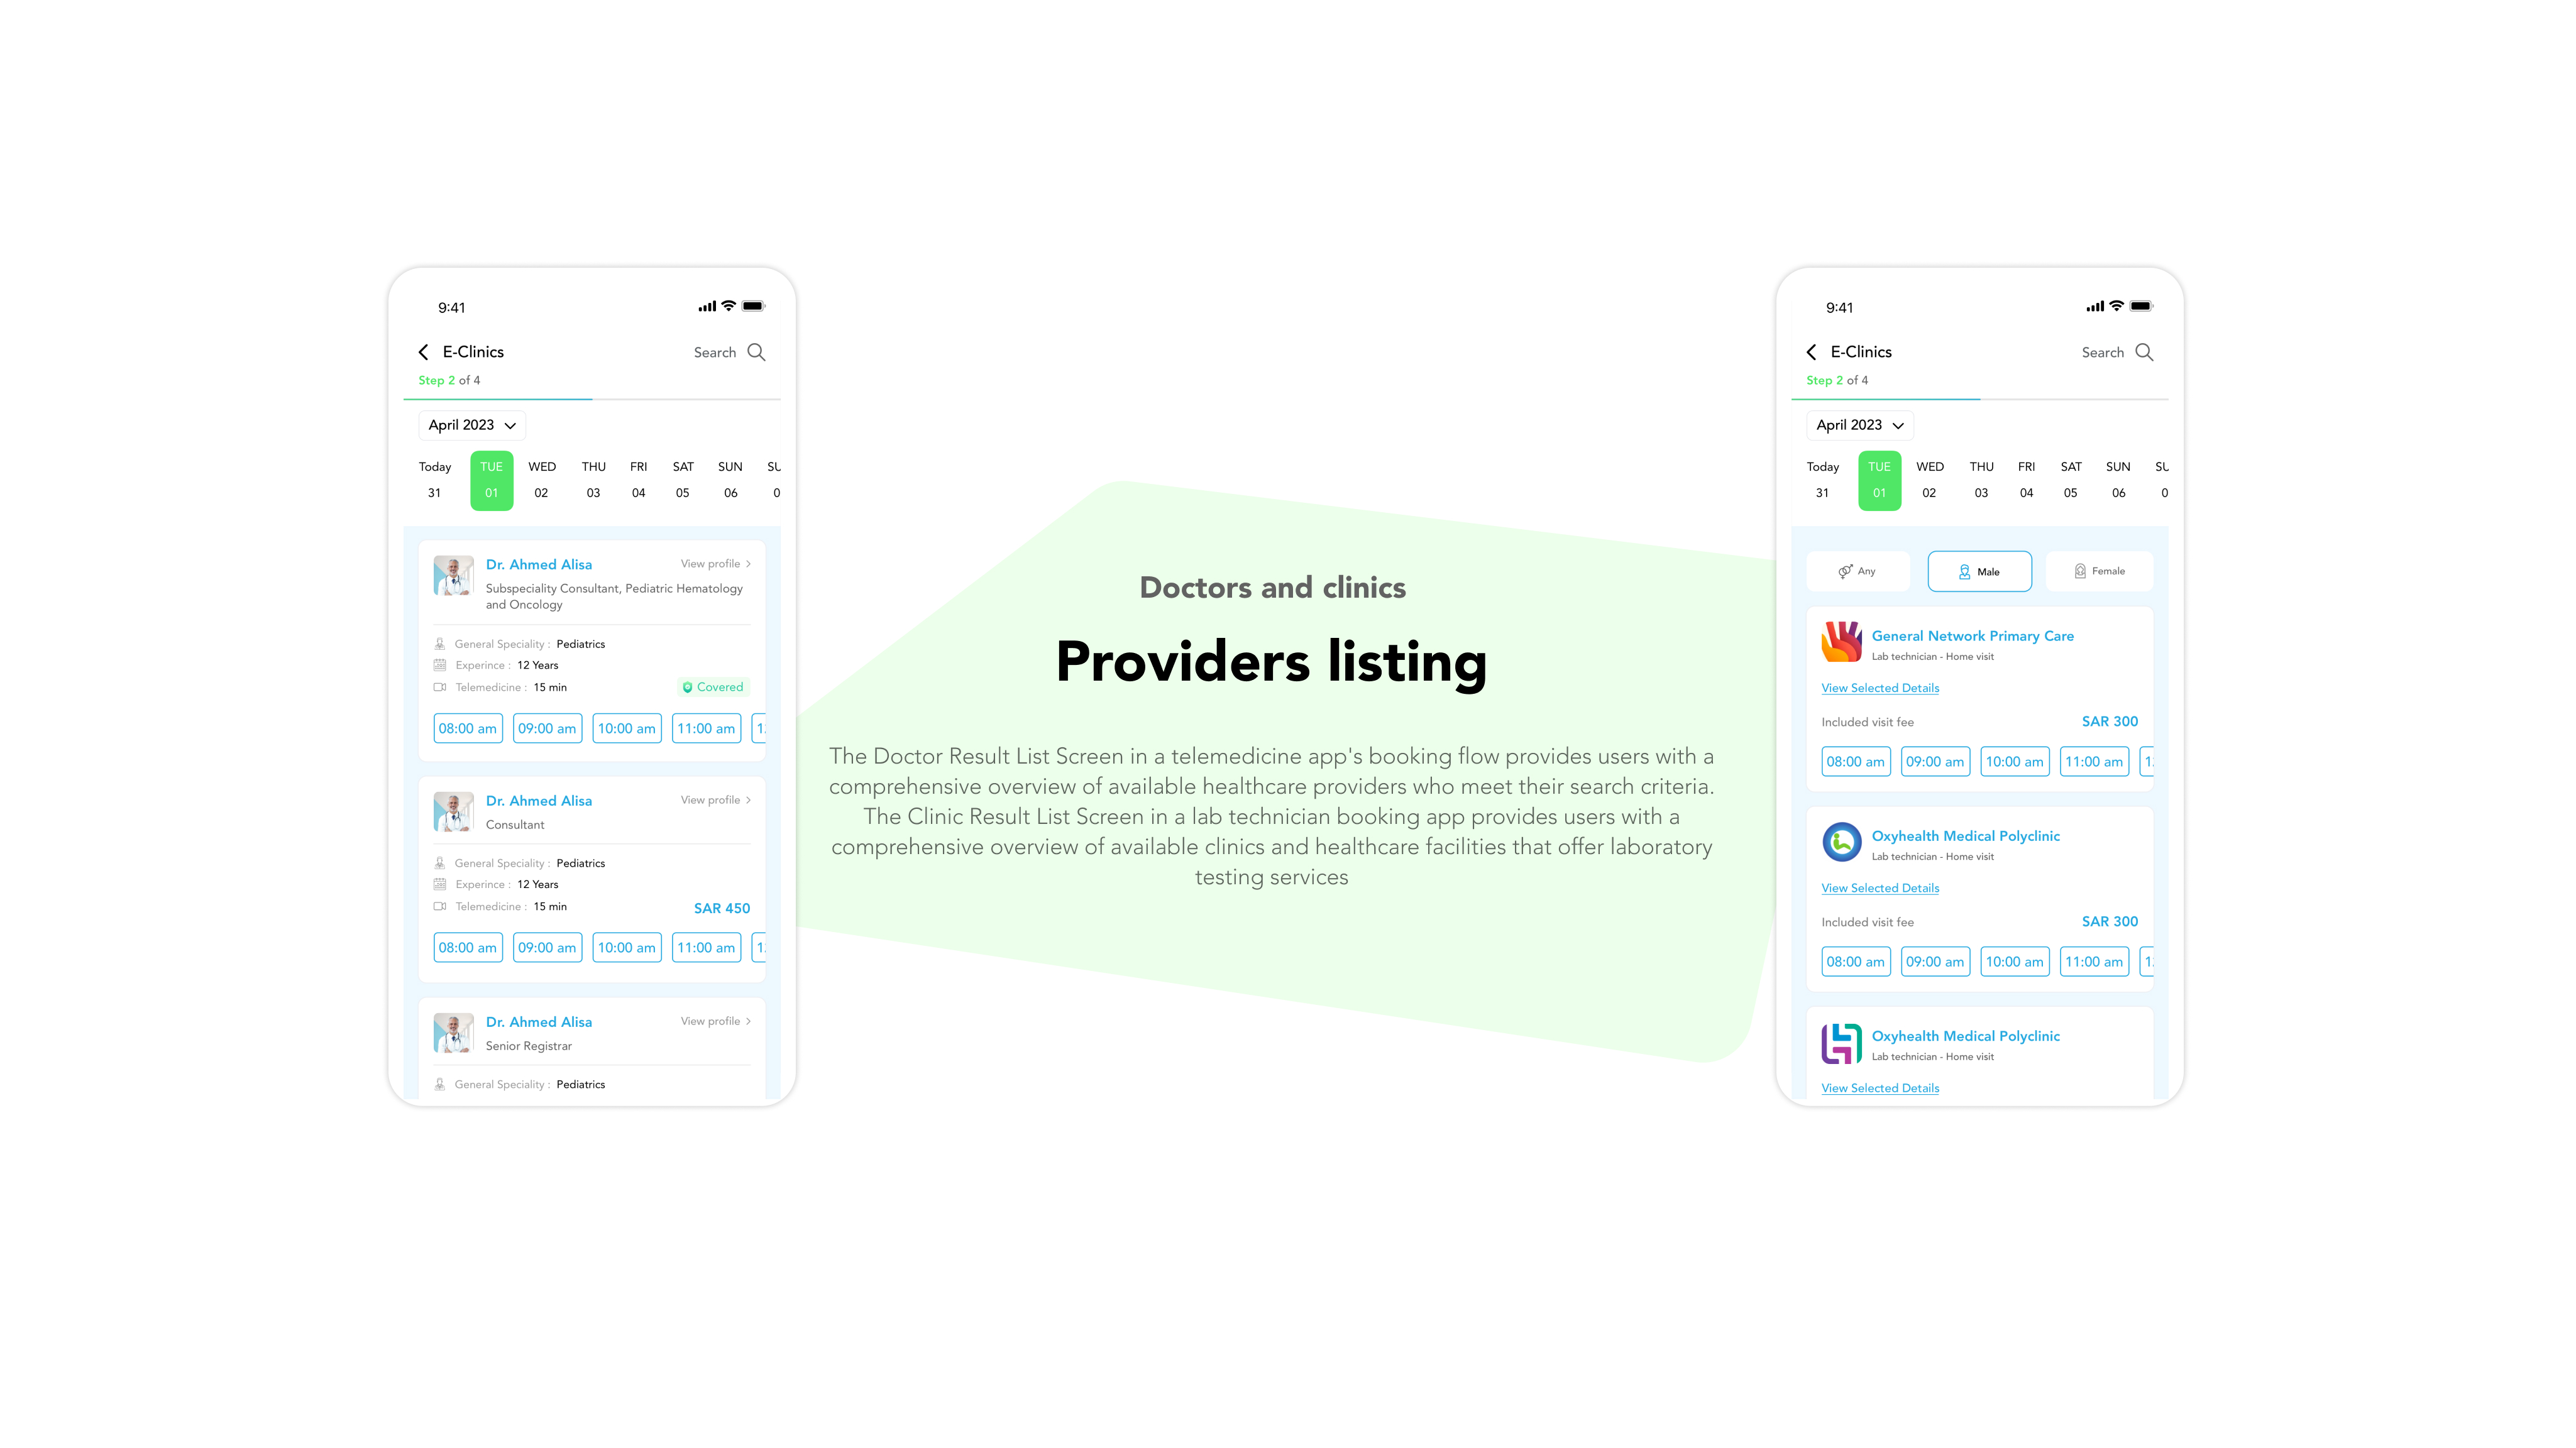 9:41
E-Clinics
Search
Step 2 of 4
April 2023
Today TUE WED THU FRI SAT SUN SU
31 01 02 03 04 05 06 0
Dr. Ahmed Alisa
View profile
Subspeciality Consultant, Pediatric Hematology
and Oncology
General Speciality : Pediatrics
Experince : 12 Years
Telemedicine : 15 min
Covered
08:00 am 09:00 am 10:00 am 11:00 am 1
Dr. Ahmed Alisa
View profile
Consultant
General Speciality : Pediatrics
Experince : 12 Years
Telemedicine : 15 min
SAR 450
08:00 am 09:00 am 10:00 am 11:00 am 1
Dr. Ahmed Alisa
View profile
Senior Registrar
General Speciality : Pediatrics
Doctors and clinics
Providers listing
The Doctor Result List Screen in a telemedicine app's booking flow provides users with a
comprehensive overview of available healthcare providers who meet their search criteria.
The Clinic Result List Screen in a lab technician booking app provides users with a
comprehensive overview of available clinics and healthcare facilities that offer laboratory
testing services
9:41
E-Clinics
Search
Step 2 of 4
April 2023
Today TUE WED THU FRI SAT SUN SU
31 01 02 03 04 05 06 0
Any
Male
Female
General Network Primary Care
Lab technician - Home visit
View Selected Details
Included visit fee
SAR 300
08:00 am 09:00 am 10:00 am 11:00 am 1
Oxyhealth Medical Polyclinic
Lab technician - Home visit
View Selected Details
Included visit fee
SAR 300
08:00 am 09:00 am 10:00 am 11:00 am 1
Oxyhealth Medical Polyclinic
Lab technician - Home visit
View Selected Details